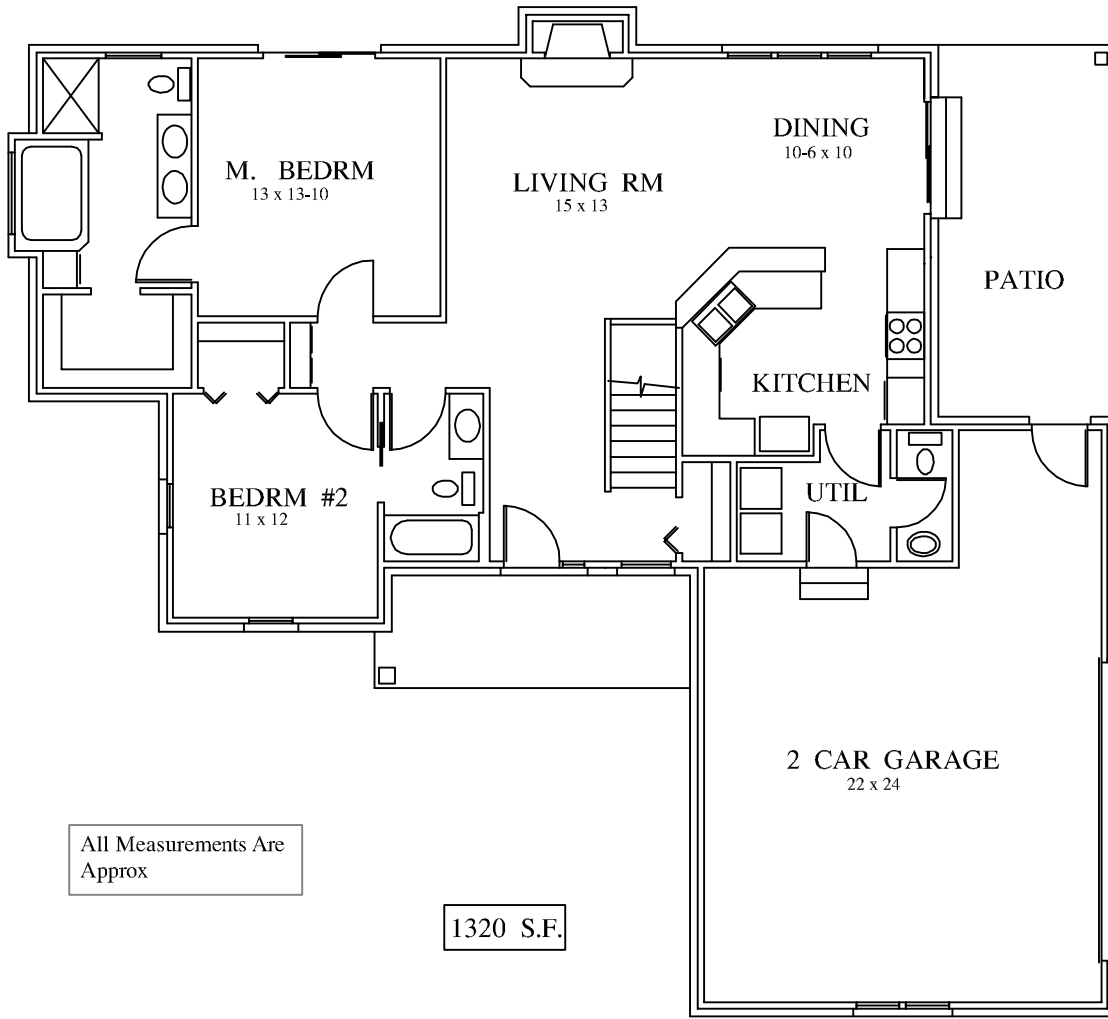 DINING
10-6 x 10
M. BEDRM
13 x 13-10
LIVING RM
15 x 13
PATIO
KITCHEN
BEDRM #2
11 x 12
UTIL
2 CAR GARAGE
22 x 24
All Measurements Are
Approx
1320 S.F.